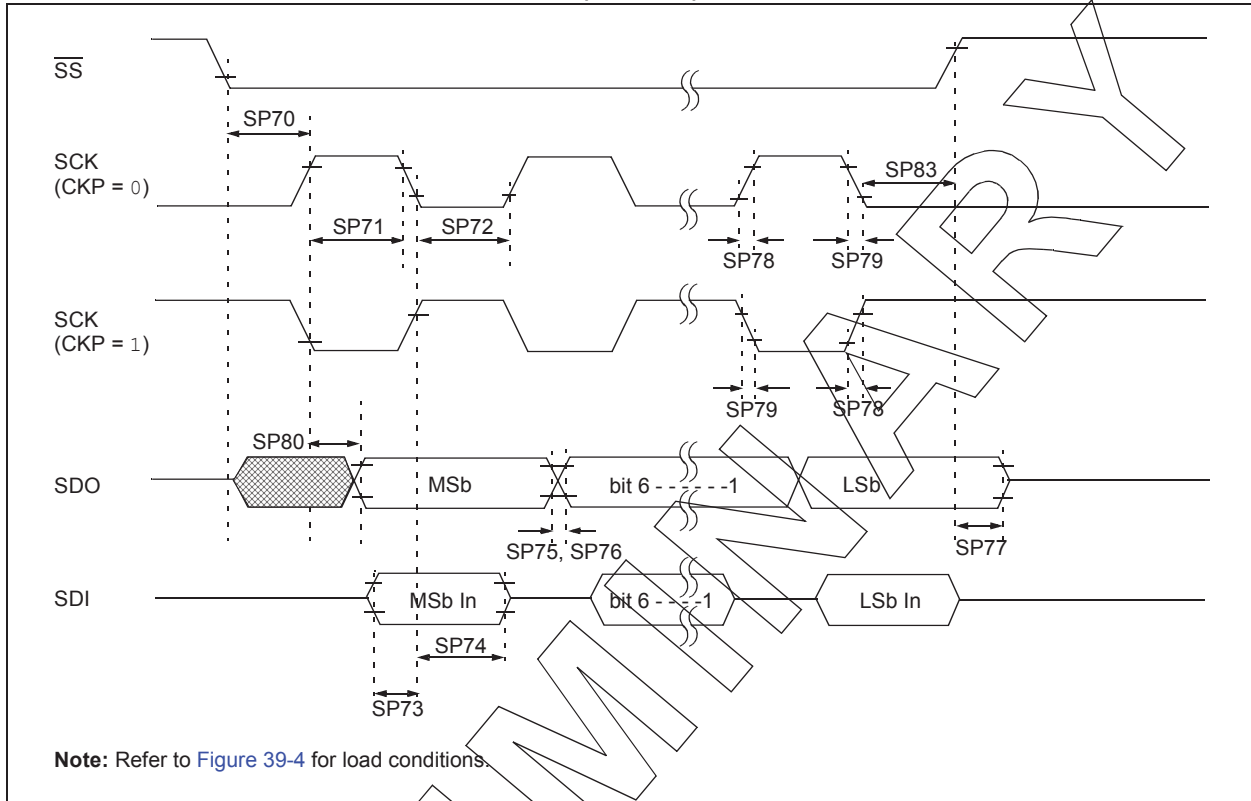 SS
SP70
SCK
(CKP = 0)
SP83
SP71
SP72
SP78
SP79
SCK
(CKP = 1)
SP79
SP78
SP80
SDO
MSb
bit 6 - - - - - -1
LSb
SP75, SP76
SP77
SDI
MSb In
bit 6 - - - -1
LSb In
SP74
SP73
Note: Refer to Figure 39-4 for load conditions.
IMINARY